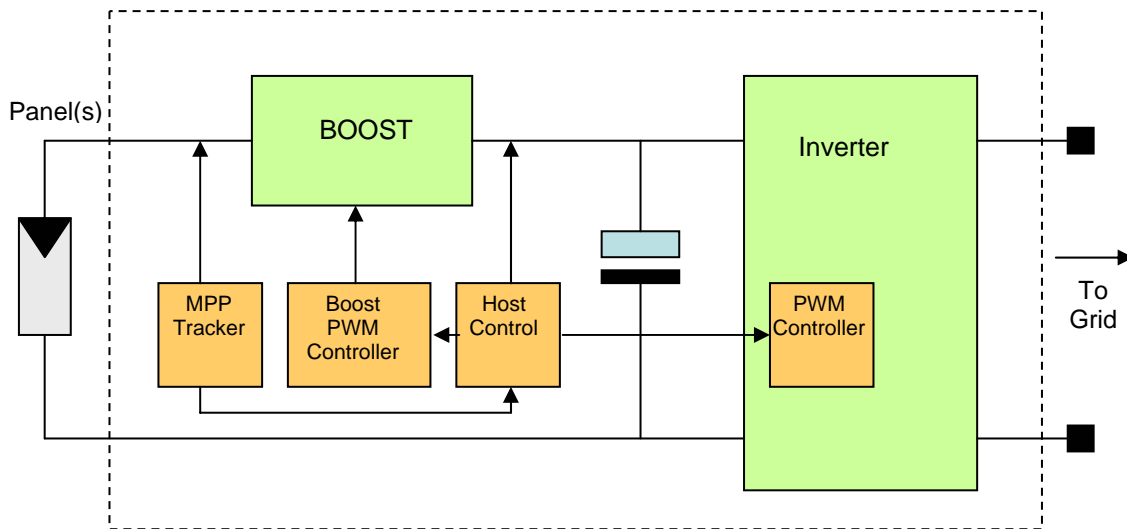 Panel(s)
BOOST
Inverter
MPP
Tracker
Boost
PWM
Controller
Host
Control
PWM
Controller
To
Grid